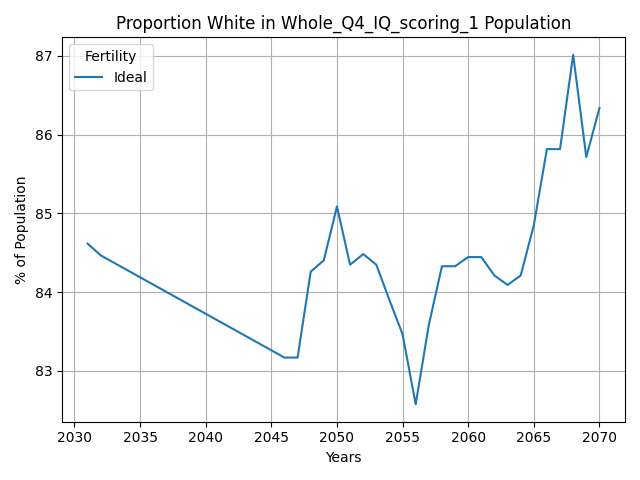 Proportion White in Whole_Q4_IQ_scoring_1 Population
Fertility
Ideal
87
86
85
84
83
% of Population
2030 2035 2040 2045 2050 2055 2060 2065 2070
Years